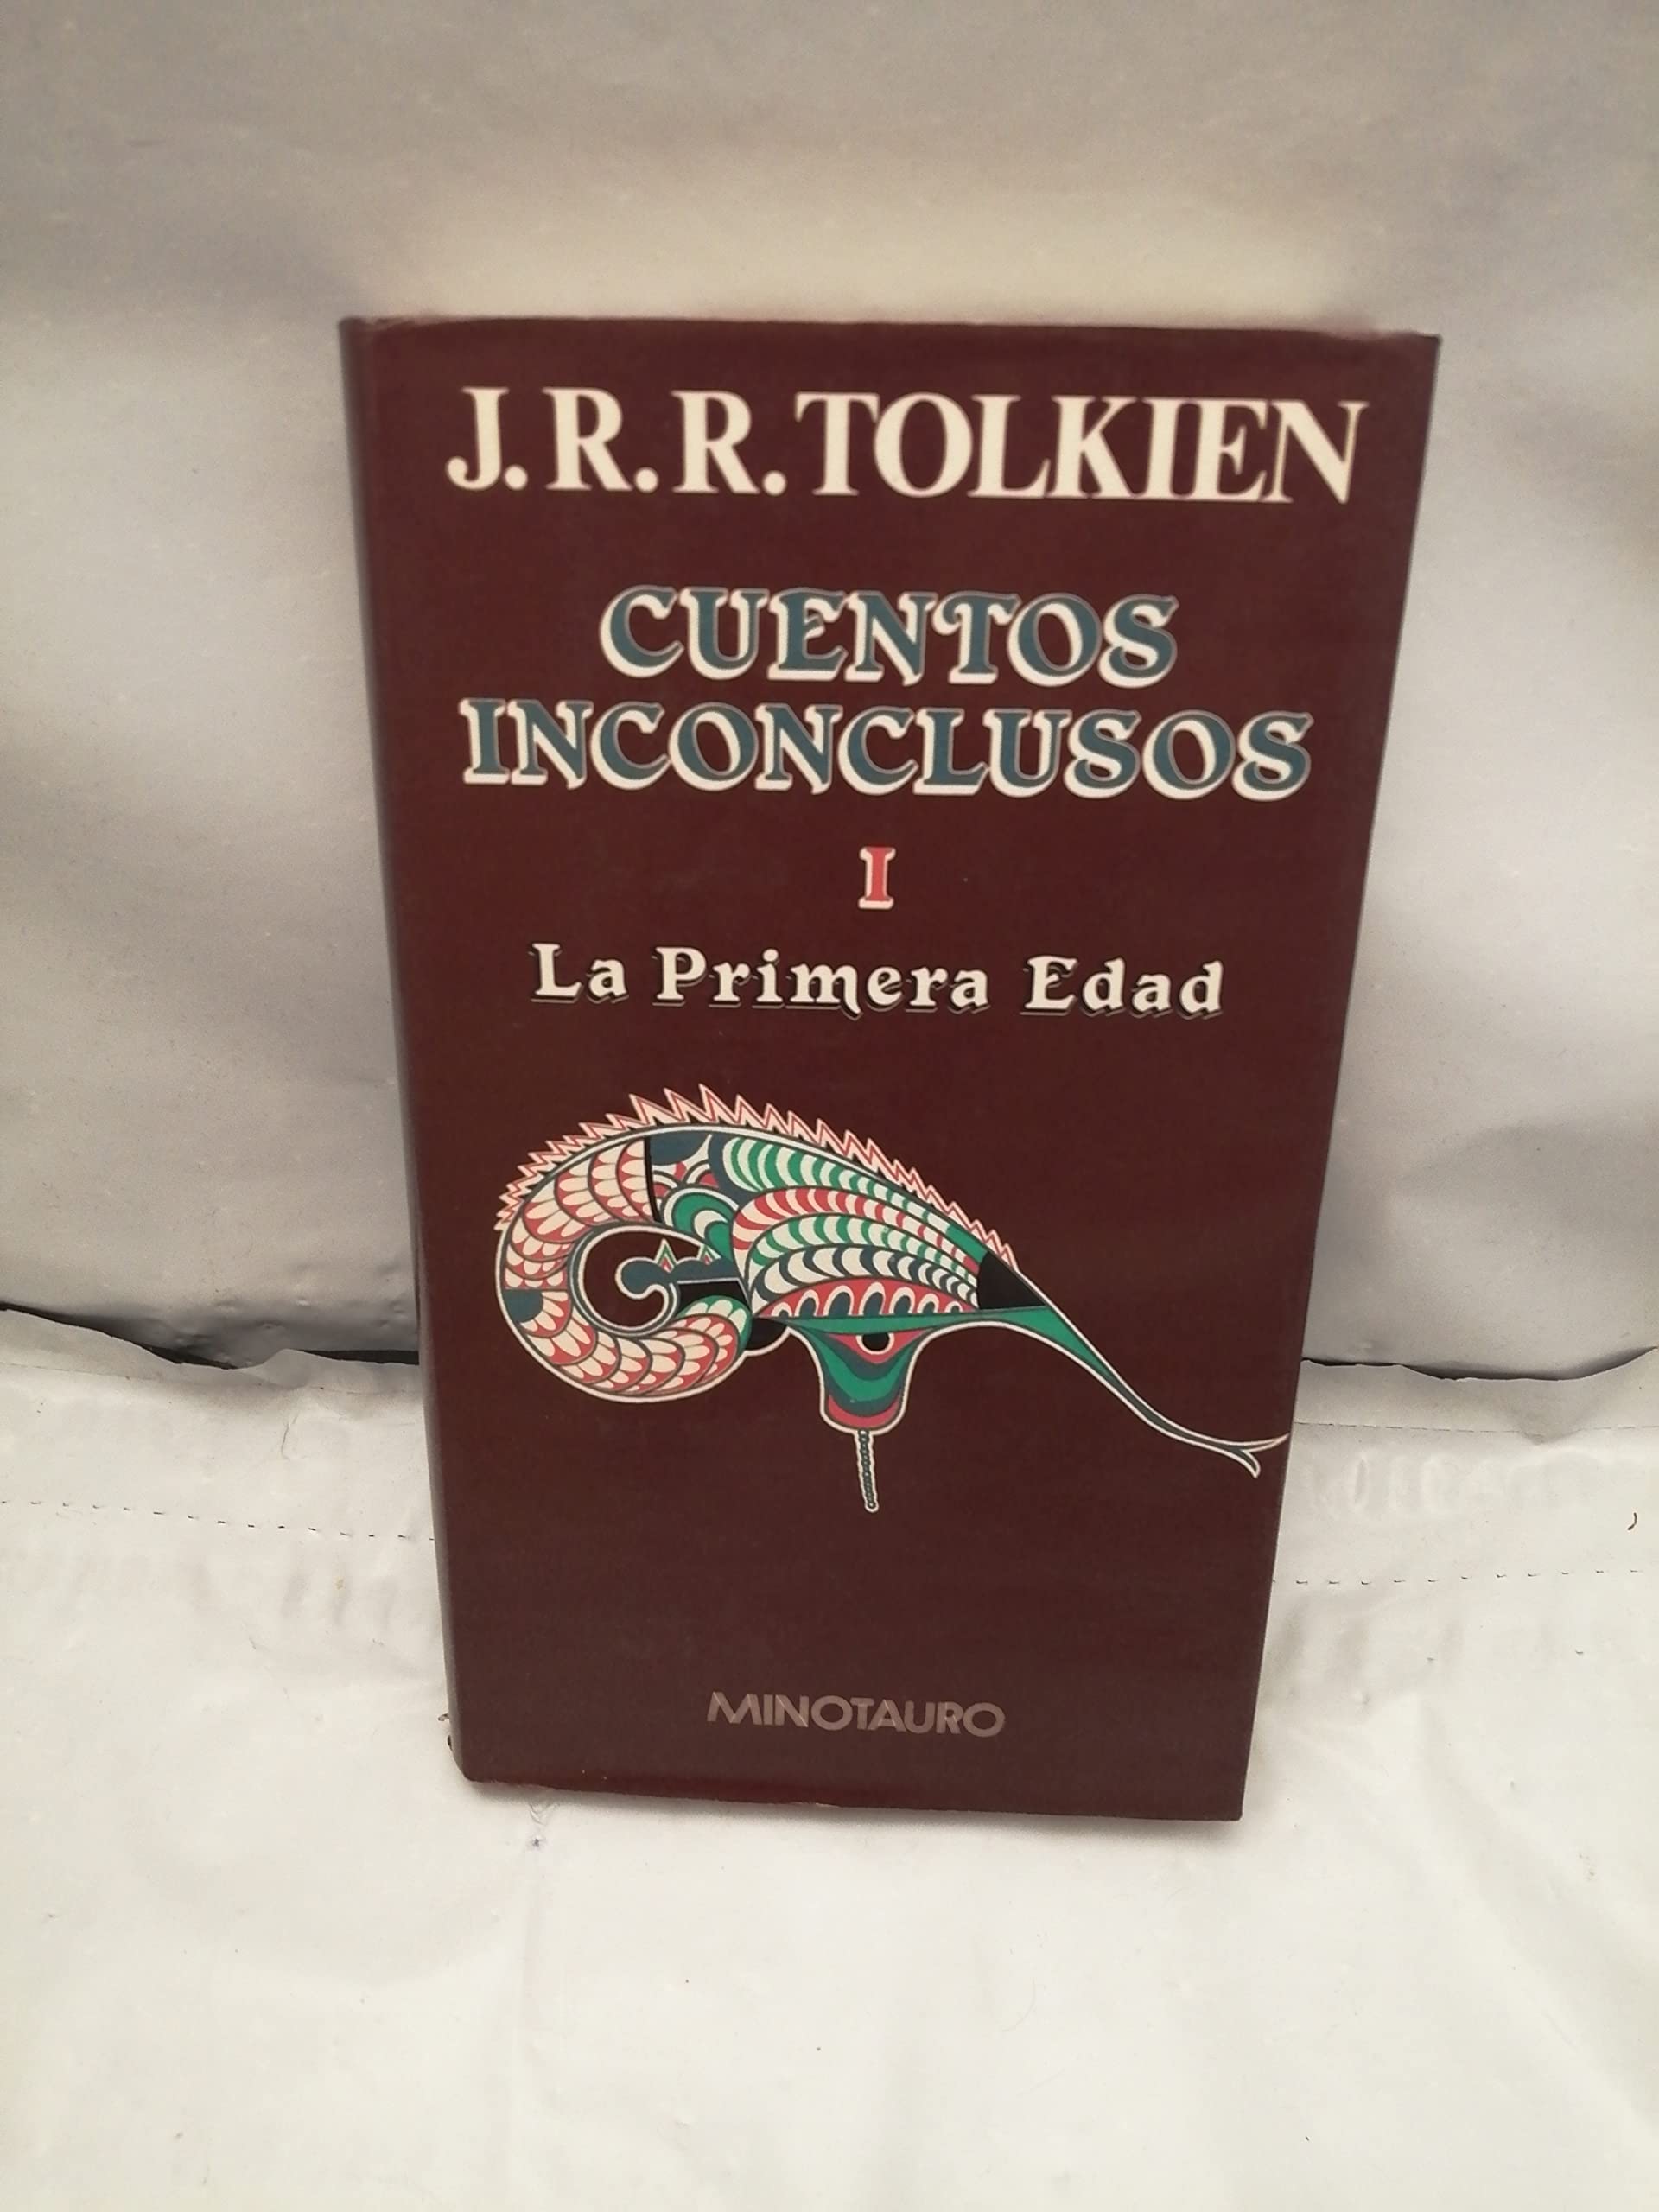 J. R. R. TOLKIEN
CUENTOS
INCONCLUSOS
I
La Primera Edad
MINOTAURO